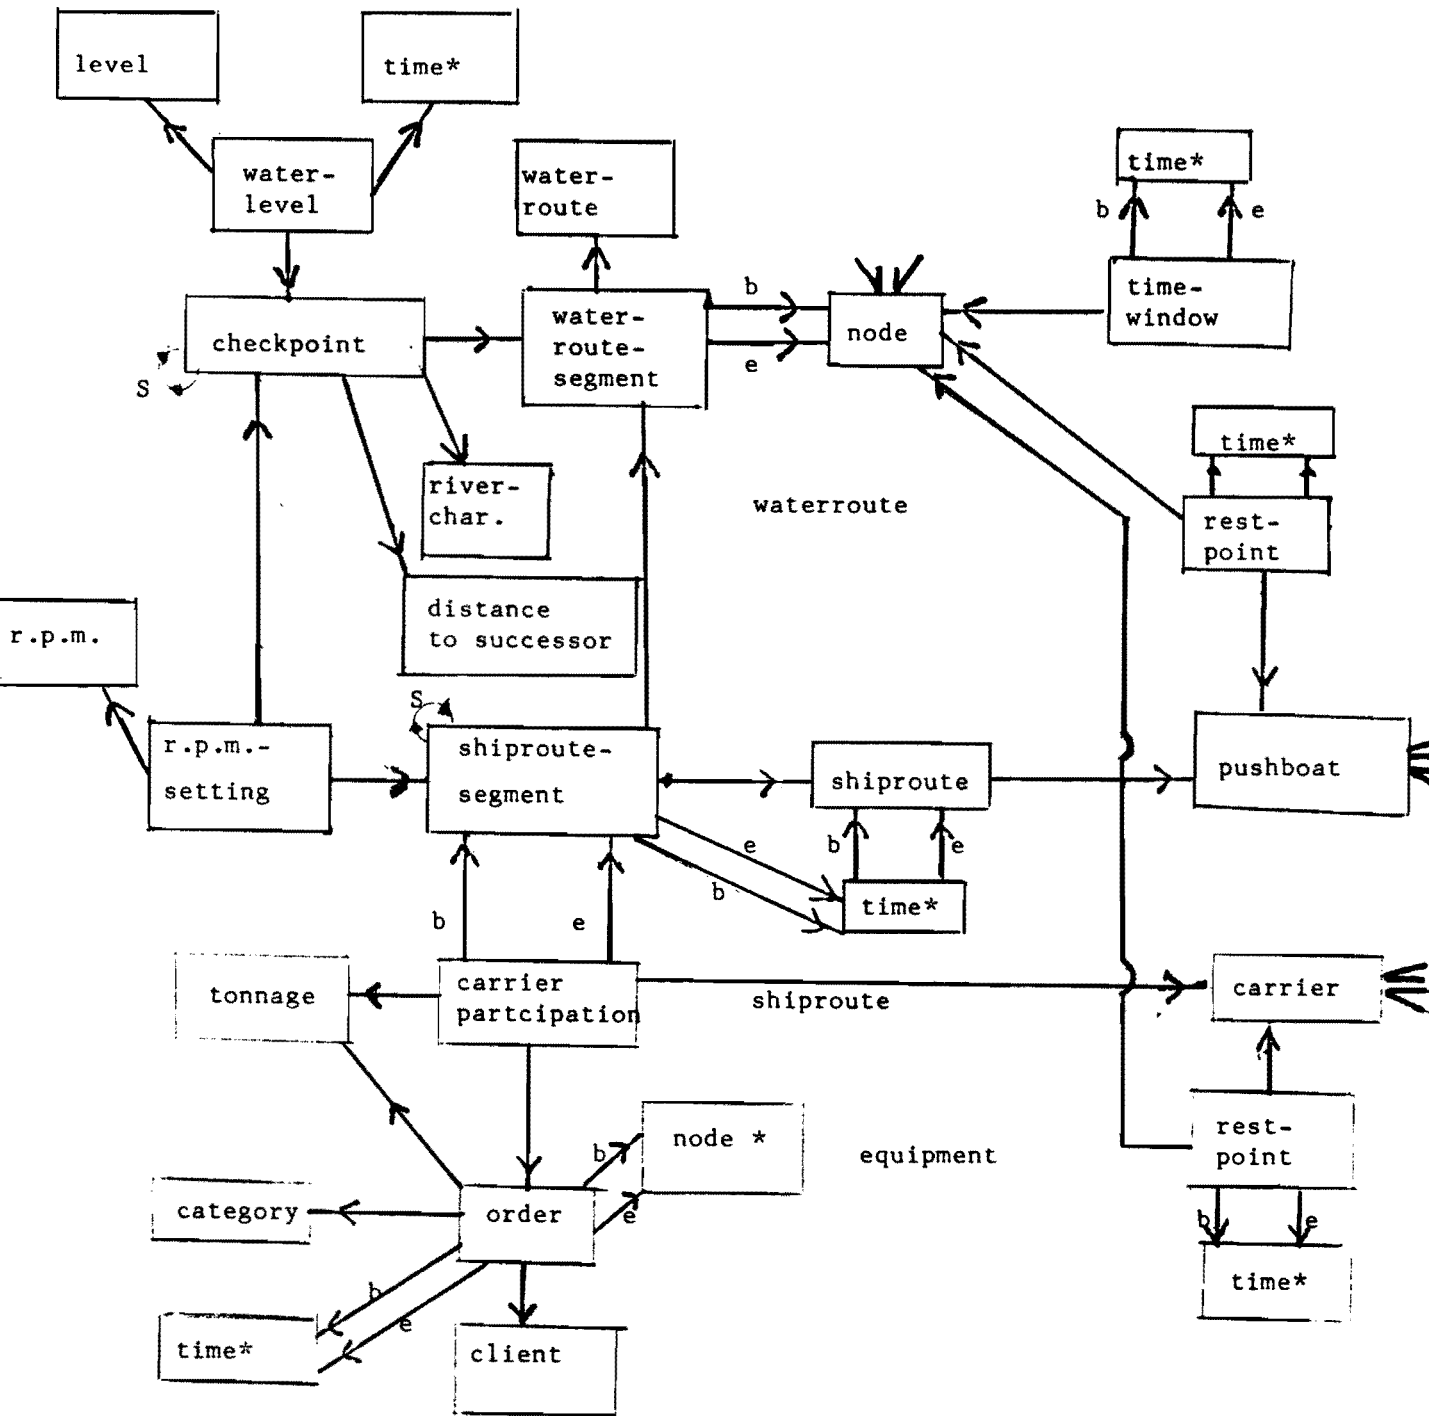 level
time*
water-
level
water-
route
time*
b
e
checkpoint
S
water-
route-
segment
b
e
node
time-
window
river-
char.
time*
waterroute
rest-
point
distance
to successor
r.p.m.
S
r.p.m.-
setting
shiproute-
segment
shiproute
pushboat
b
e
e
b
time*
b
e
tonnage
carrier
partcipation
shiproute
carrier
node *
b
e
equipment
rest-
point
category
order
b
e
b
e
time*
time*
client